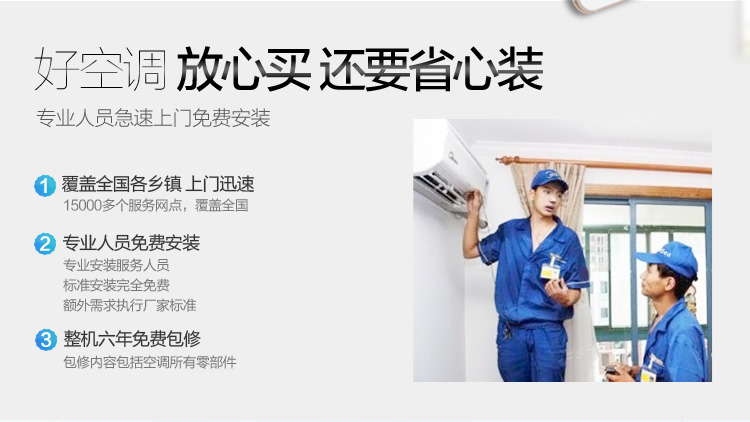 好空调 放心买 还要省心装
专业人员急速上门免费安装
1 覆盖全国各乡镇 上门迅速
15000多个服务网点，覆盖全国
2 专业人员免费安装
专业安装服务人员
标准安装完全免费
额外需求执行厂家标准
3 整机六年免费包修
包修内容包括空调所有零部件